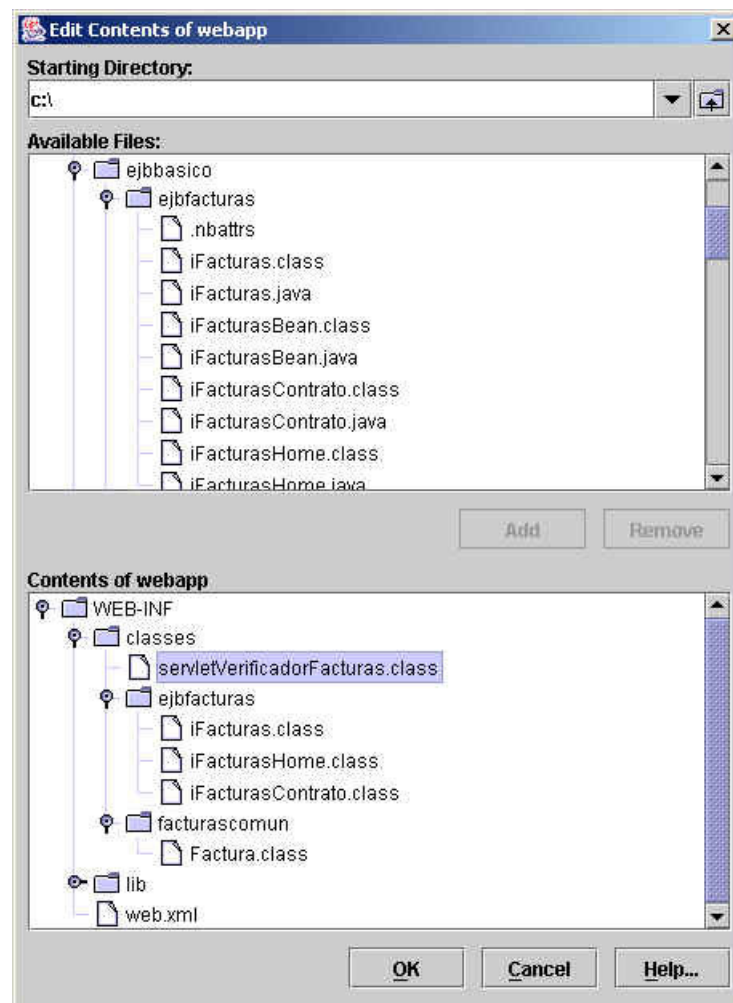 Edit Contents of webapp
Starting Directory:
c:\
Available Files:
ejbbasico
ejbfacturas
.nbattrs
iFacturas.class
iFacturas.java
iFacturasBean.class
iFacturasBean.java
iFacturasContrato.class
iFacturasContrato.java
iFacturasHome.class
iFacturasHome.java
Add Remove
Contents of webapp
WEB-INF
classes
servletVerificadorFacturas.class
ejbfacturas
iFacturas.class
iFacturasHome.class
iFacturasContrato.class
facturascomun
Factura.class
lib
web.xml
OK Cancel Help...